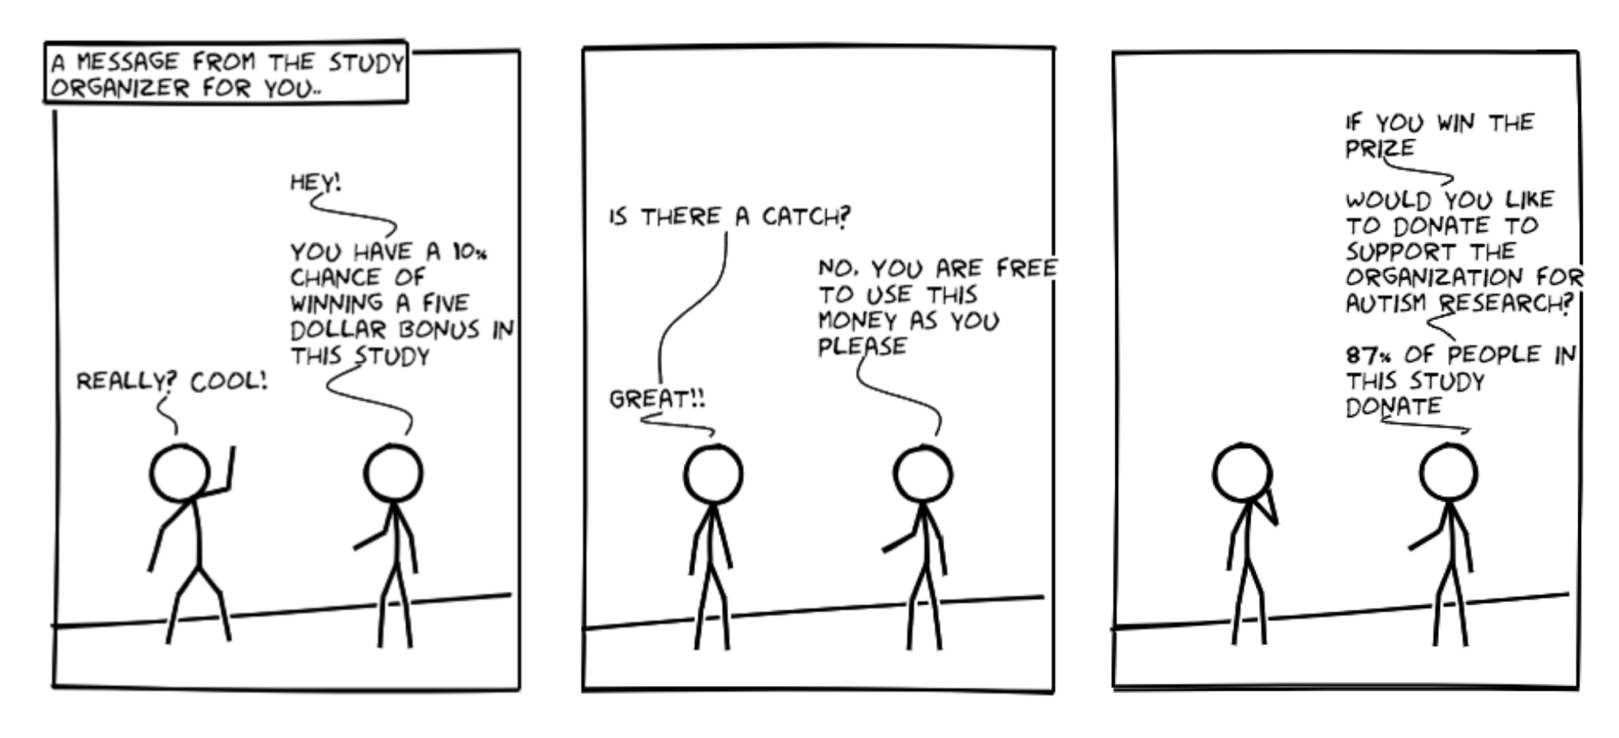 A MESSAGE FROM THE STUDY
ORGANIZER FOR YOU..
HEY!
YOU HAVE A 10%
CHANCE OF
WINNING A FIVE
DOLLAR BONUS IN
THIS STUDY
REALLY? COOL!
IS THERE A CATCH?
NO. YOU ARE FREE
TO USE THIS
MONEY AS YOU
PLEASE
GREAT!!
IF YOU WIN THE
PRIZE
WOULD YOU LIKE
TO DONATE TO
SUPPORT THE
ORGANIZATION FOR
AUTISM RESEARCH?
87% OF PEOPLE IN
THIS STUDY
DONATE